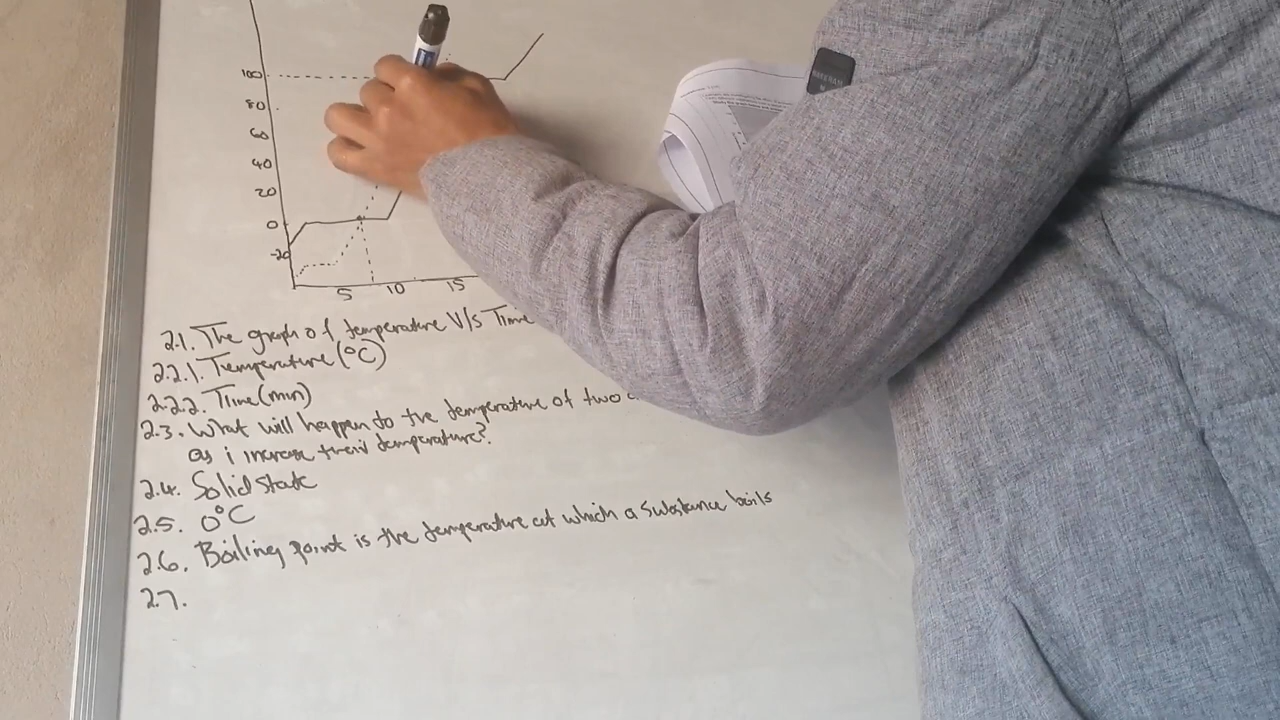 100
80
60
40
20
0
-20
5 10 15
2.1. The graph of temperature V/s Time
2.2.1. Temperature (°C)
2.2.2. Time (min)
2.3. What will happen to the temperature of two
as i increase their temperature?
2.4. Solid state
2.5. 0°C
2.6. Boiling point is the temperature at which a substance boils
2.7.